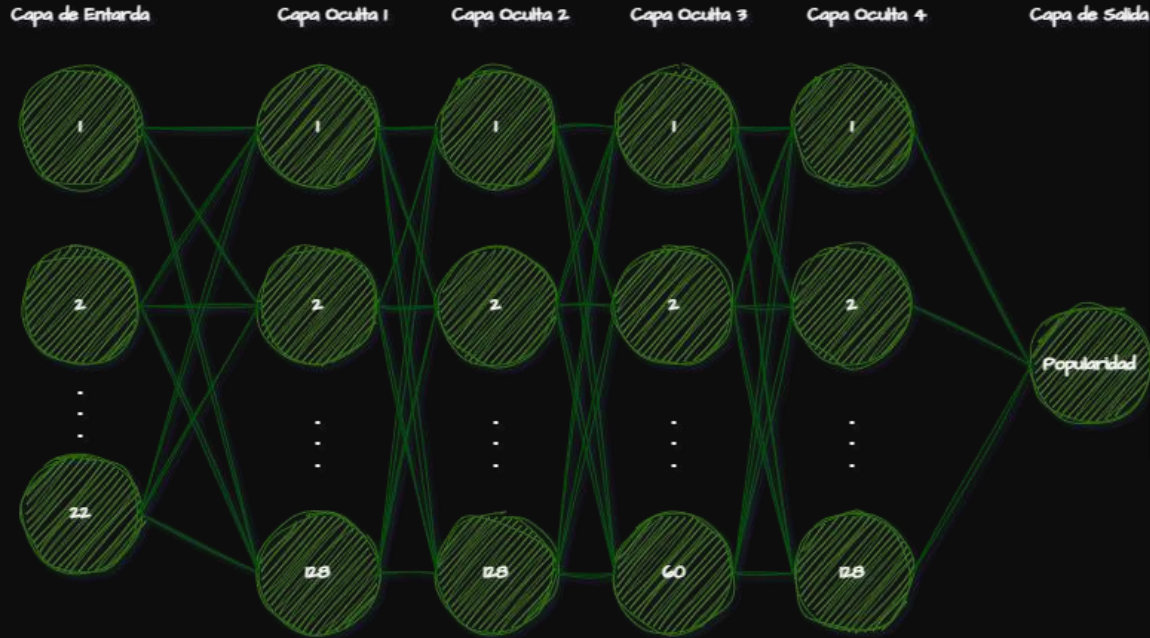 Capa de Entarda
Capa Oculta 1
Capa Oculta 2
Capa Oculta 3
Capa Oculta 4
Capa de Salida
1
1
1
1
1
2
2
2
2
2
Popularidad
22
128
128
60
128